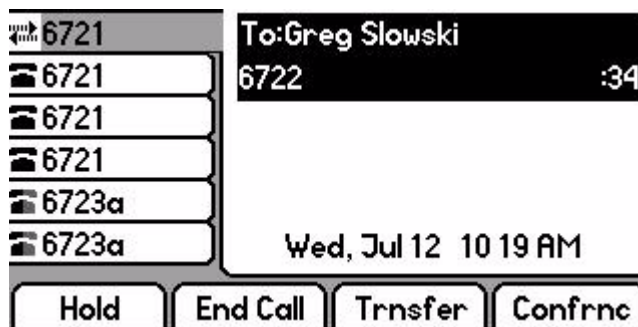 6721
6721
6721
6721
6723a
6723a
To:Greg Slowski
6722 :34
Wed, Jul 12 10 19 AM
Hold End Call Trnsfer Confrnc